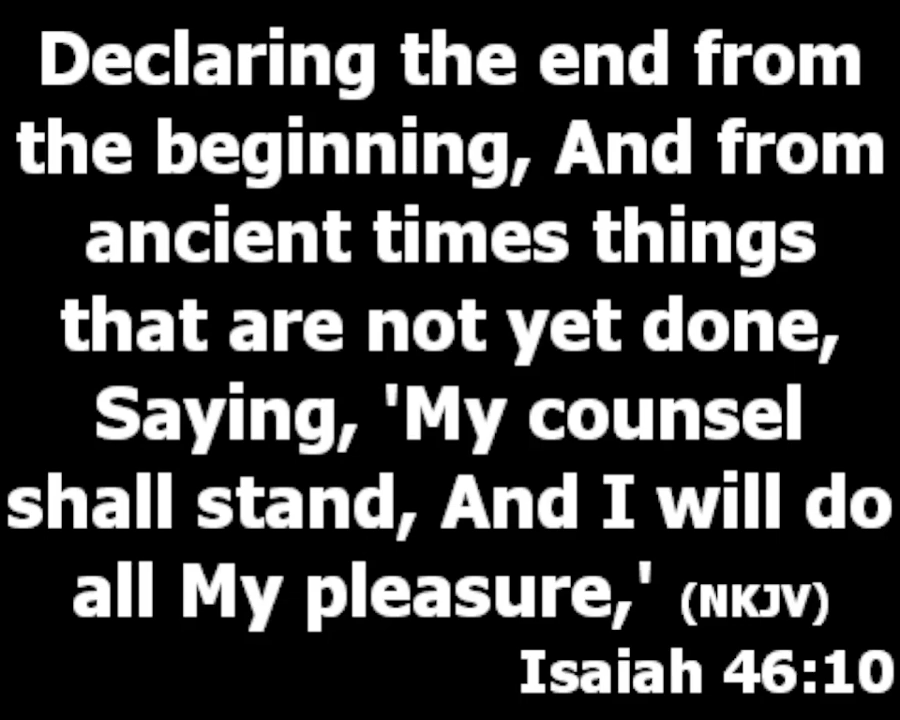 Declaring the end from
the beginning, And from
ancient times things
that are not yet done,
Saying, 'My counsel
shall stand, And I will do
all My pleasure,' (NKJV)
Isaiah 46:10